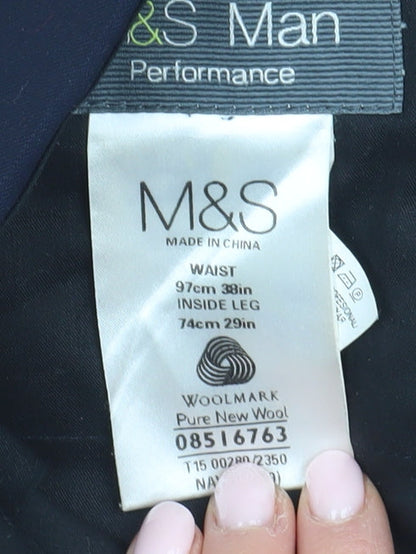 M&S Man
Performance
M&S
MADE IN CHINA
WAIST
97cm 38in
INSIDE LEG
74cm 29in
WOOLMARK
Pure New Wool
08516763
T15 00280/2350